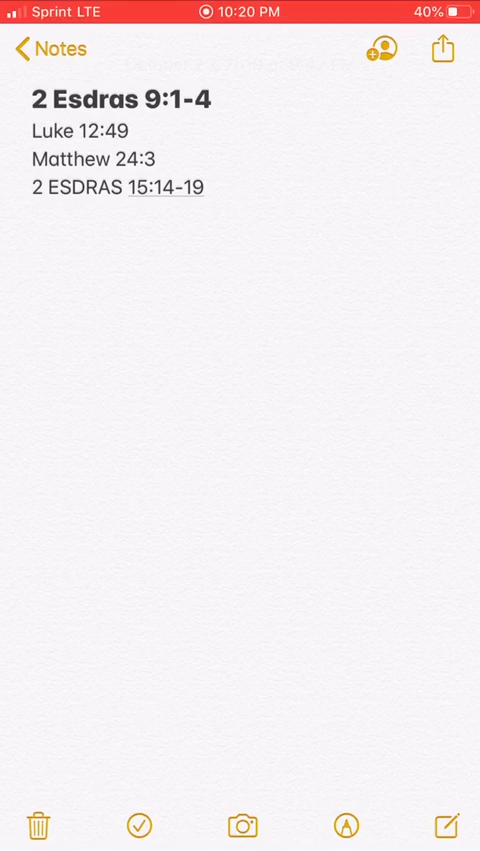 Sprint LTE 10:20 PM 40%
Notes
2 Esdras 9:1-4
Luke 12:49
Matthew 24:3
2 ESDRAS 15:14-19